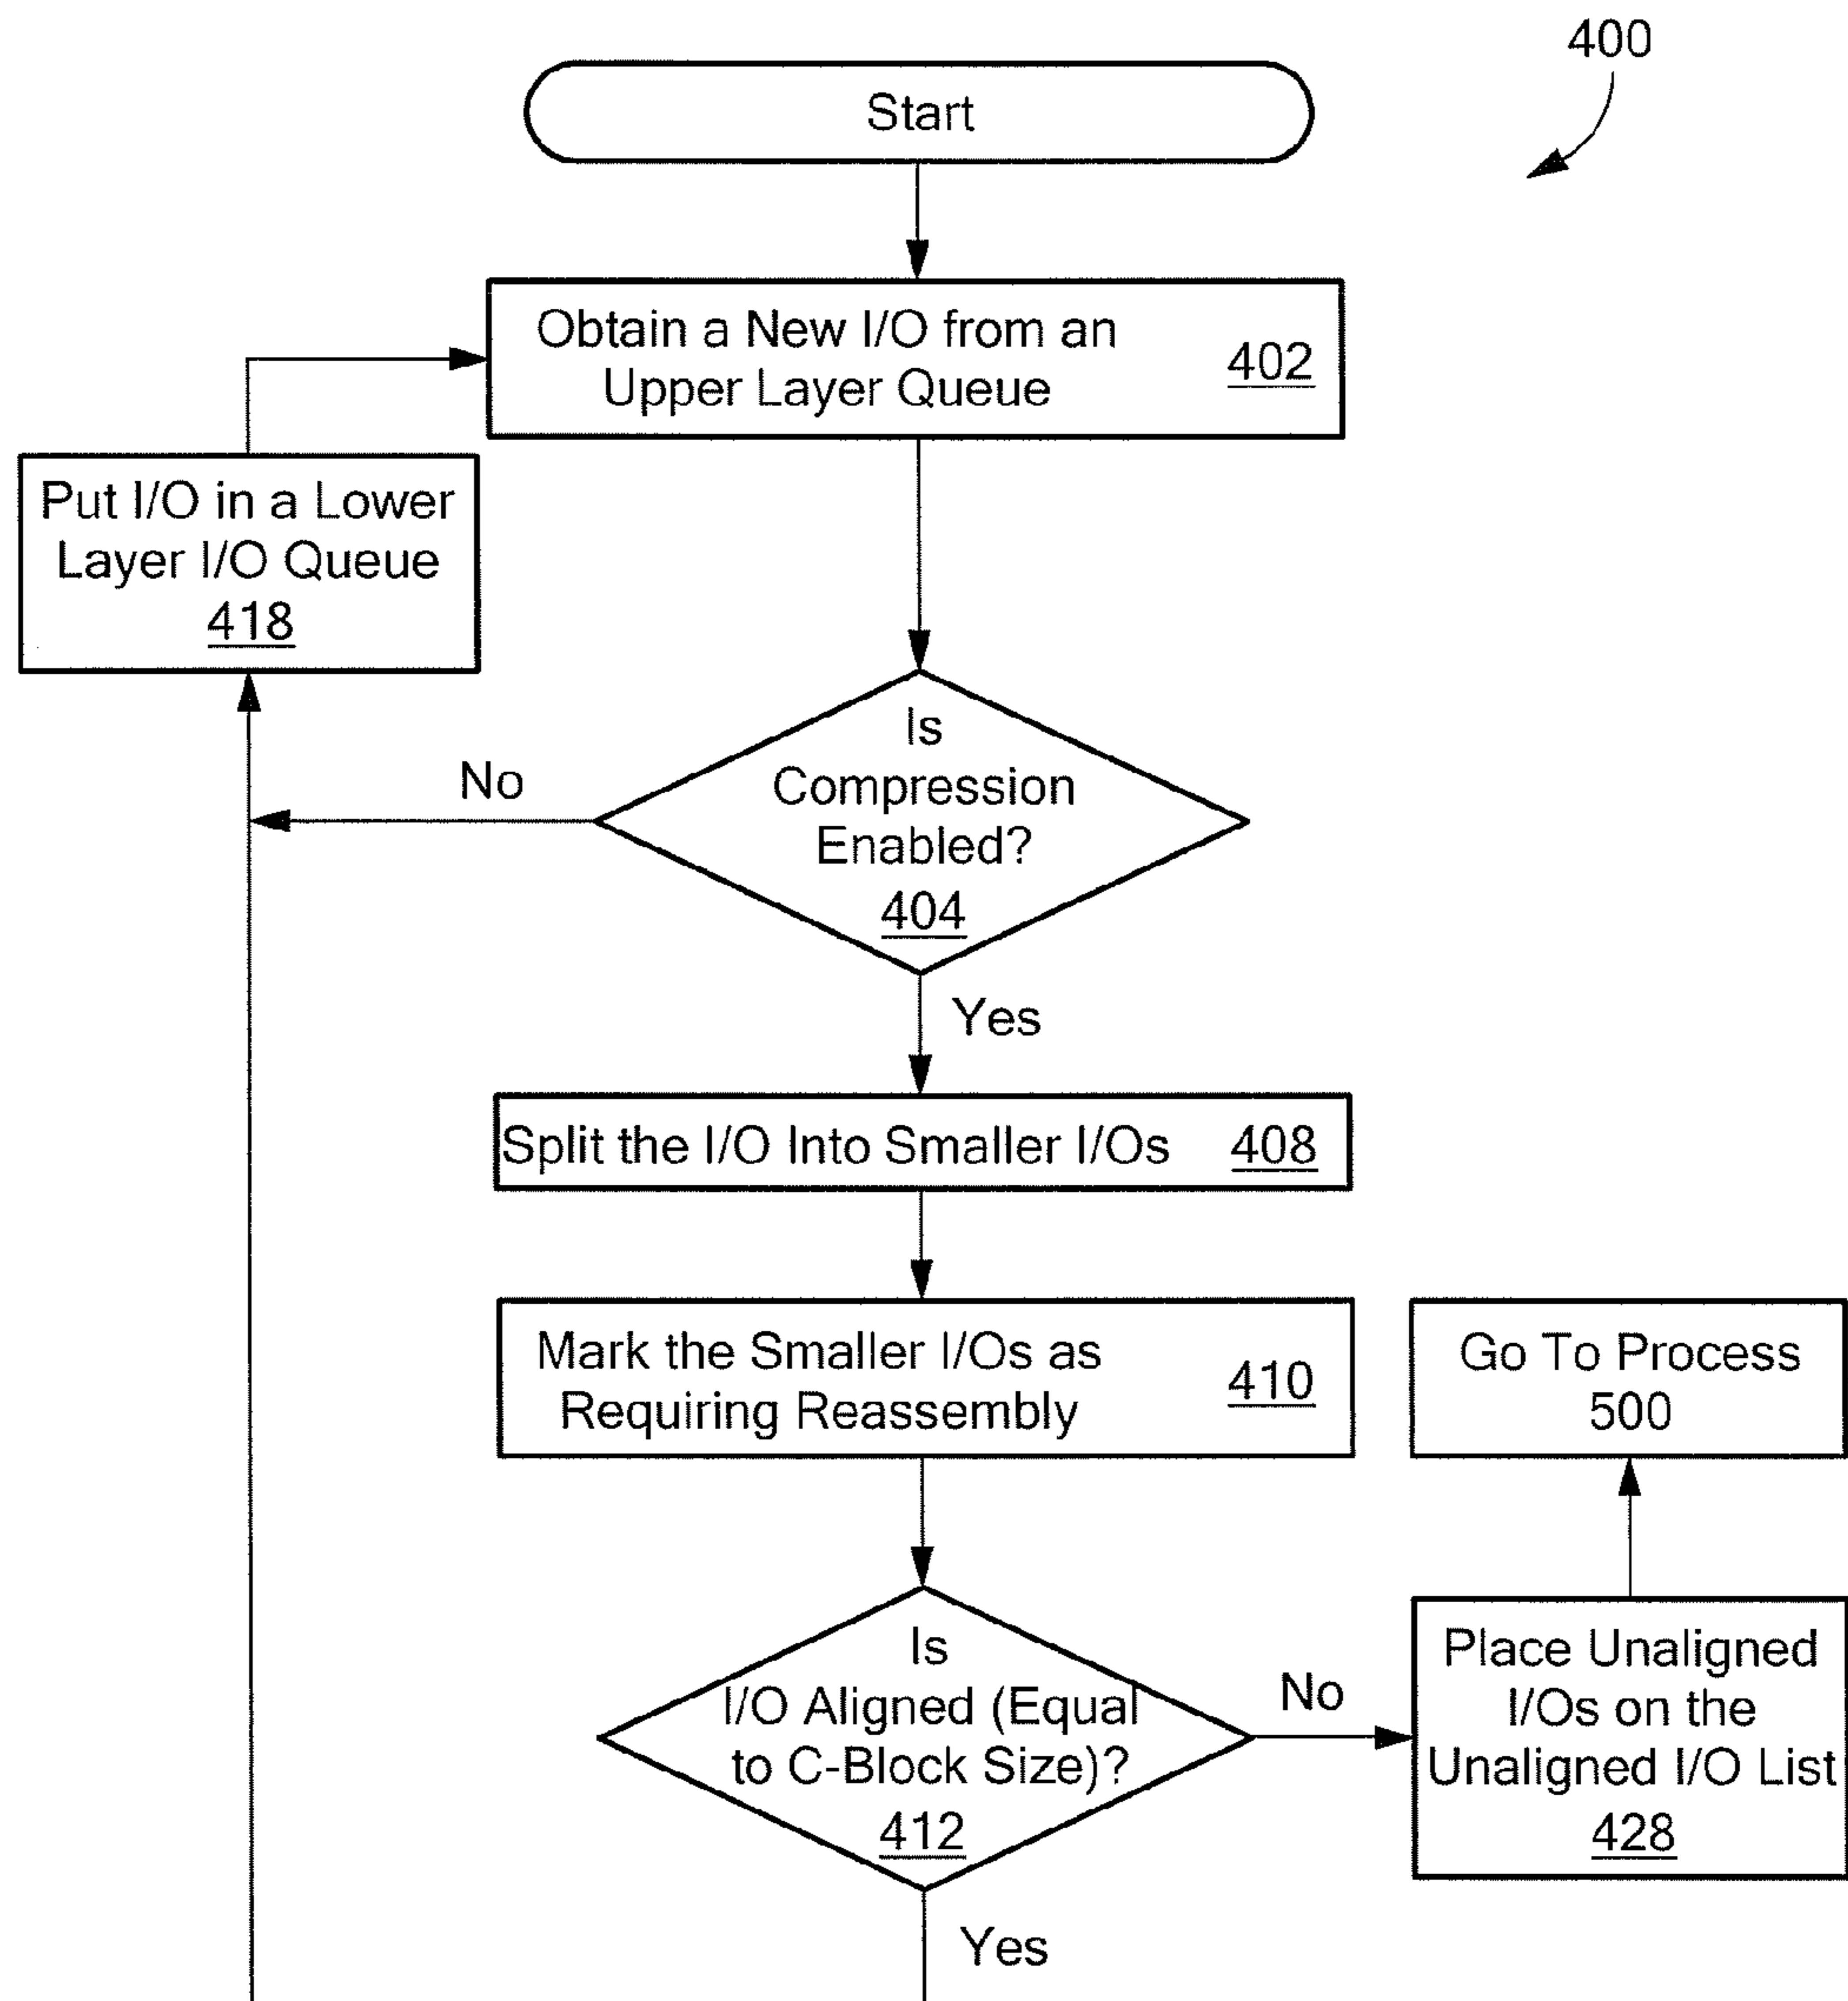 400
Start
Obtain a New I/O from an
Upper Layer Queue
402
Put I/O in a Lower
Layer I/O Queue
418
Is
Compression
Enabled?
404
No
Yes
Split the I/O Into Smaller I/Os 408
Mark the Smaller I/Os as
Requiring Reassembly
410
Go To Process
500
Is
I/O Aligned (Equal
to C-Block Size)?
412
No
Place Unaligned
I/Os on the
Unaligned I/O List
428
Yes